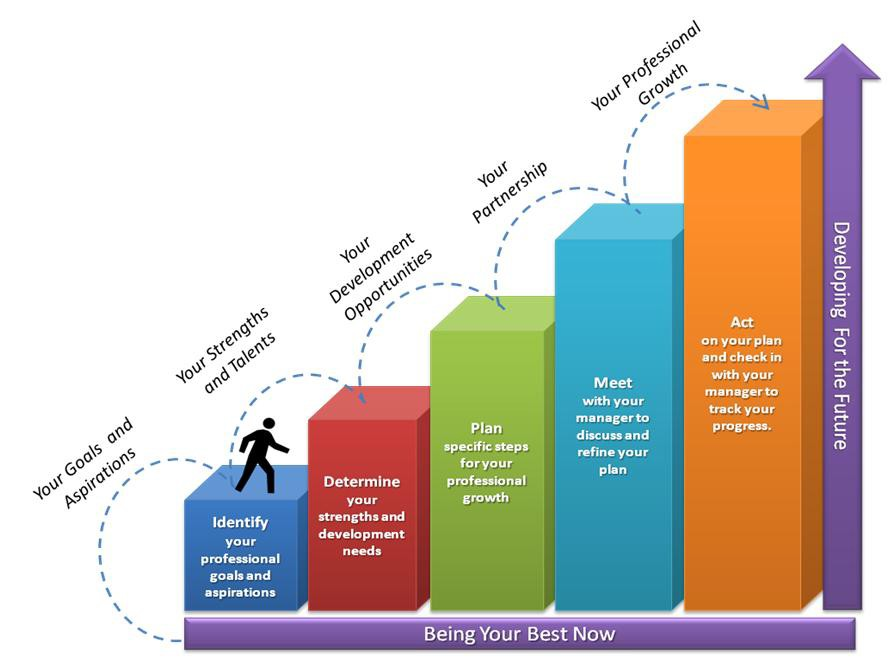 Your Goals and
Aspirations
Your Strengths
and Talents
Your
Development
Opportunities
Your
Partnership
Your Professional
Growth
Identify
your
professional
goals and
aspirations
Determine
your
strengths and
development
needs
Plan
specific steps
for your
professional
growth
Meet
with your
manager to
discuss and
refine your
plan
Act
on your plan
and check in
with your
manager to
track your
progress.
Developing For the Future
Being Your Best Now